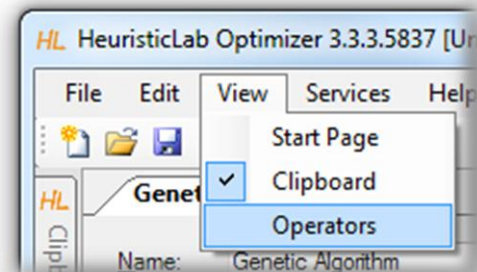 HL HeuristicLab Optimizer 3.3.3.5837 [Un
File Edit View Services Help
Start Page
HL Genet Clipboard
Clipb Operators
Name: Genetic Algorithm